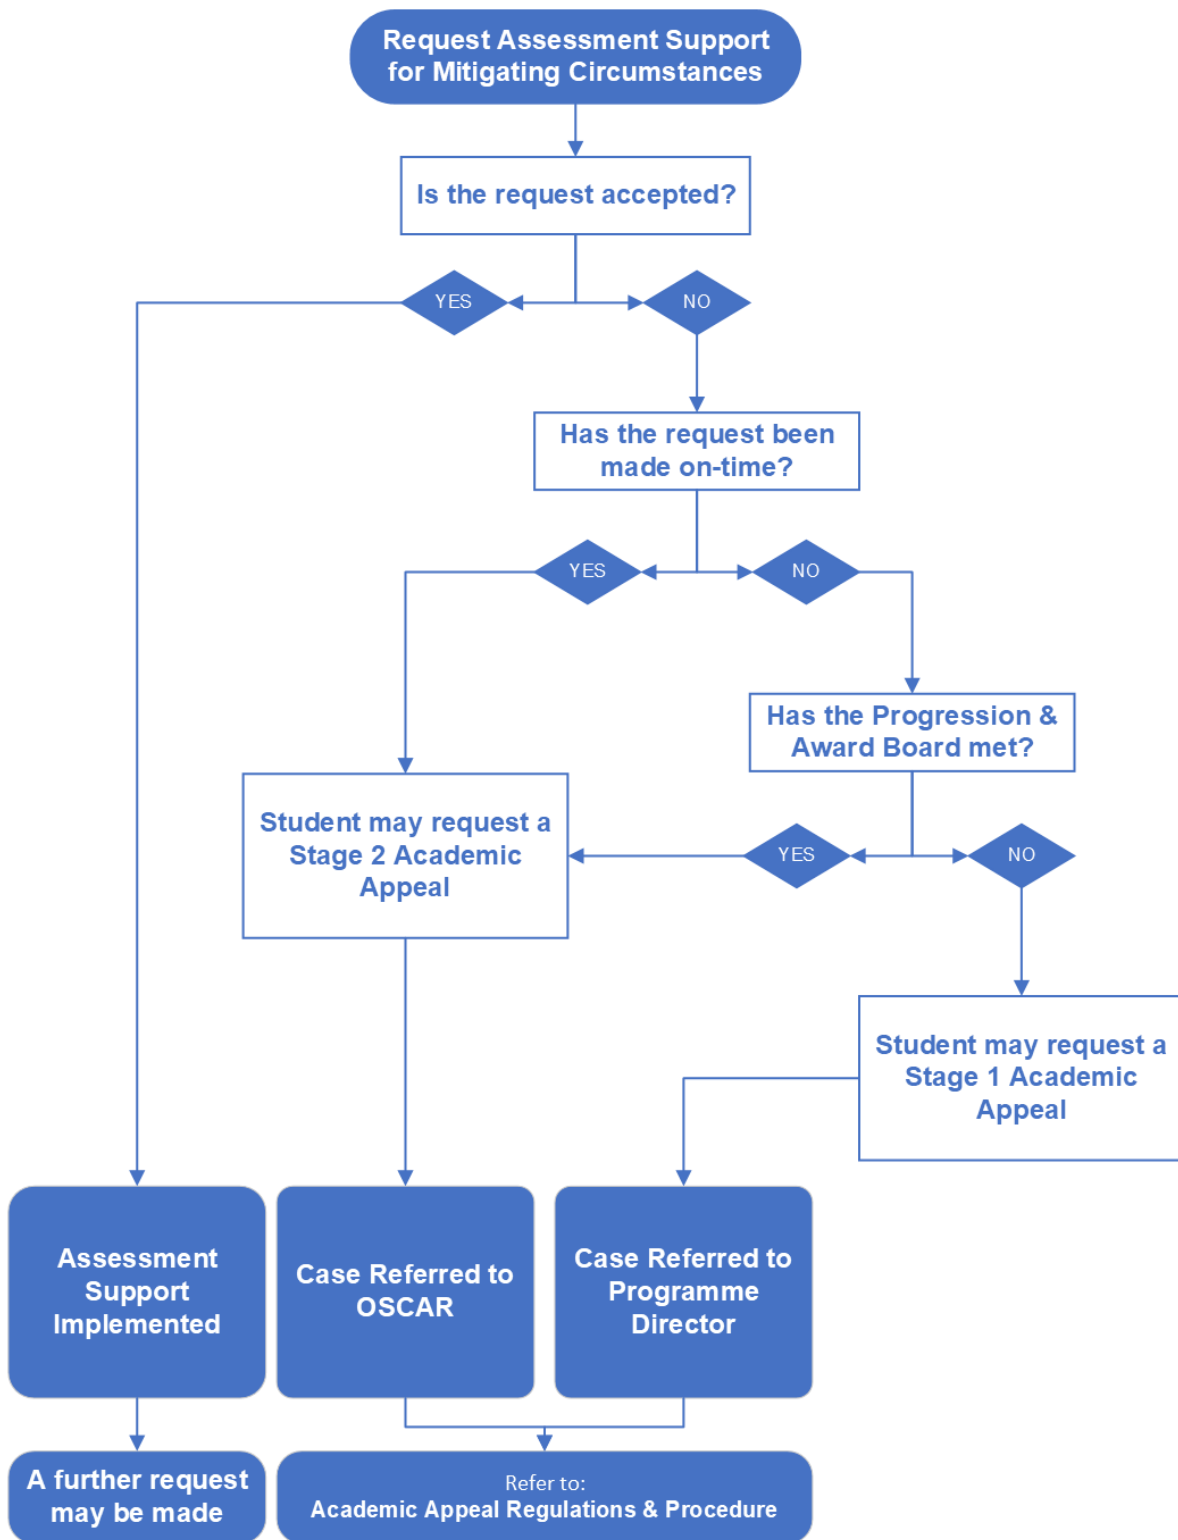 Request Assessment Support
for Mitigating Circumstances
Is the request accepted?
YES
NO
Has the request been
made on-time?
YES
NO
Has the Progression &
Award Board met?
Student may request a
Stage 2 Academic
Appeal
YES
NO
Student may request a
Stage 1 Academic
Appeal
Assessment
Support
Implemented
Case Referred to
OSCAR
Case Referred to
Programme
Director
A further request
may be made
Refer to:
Academic Appeal Regulations & Procedure